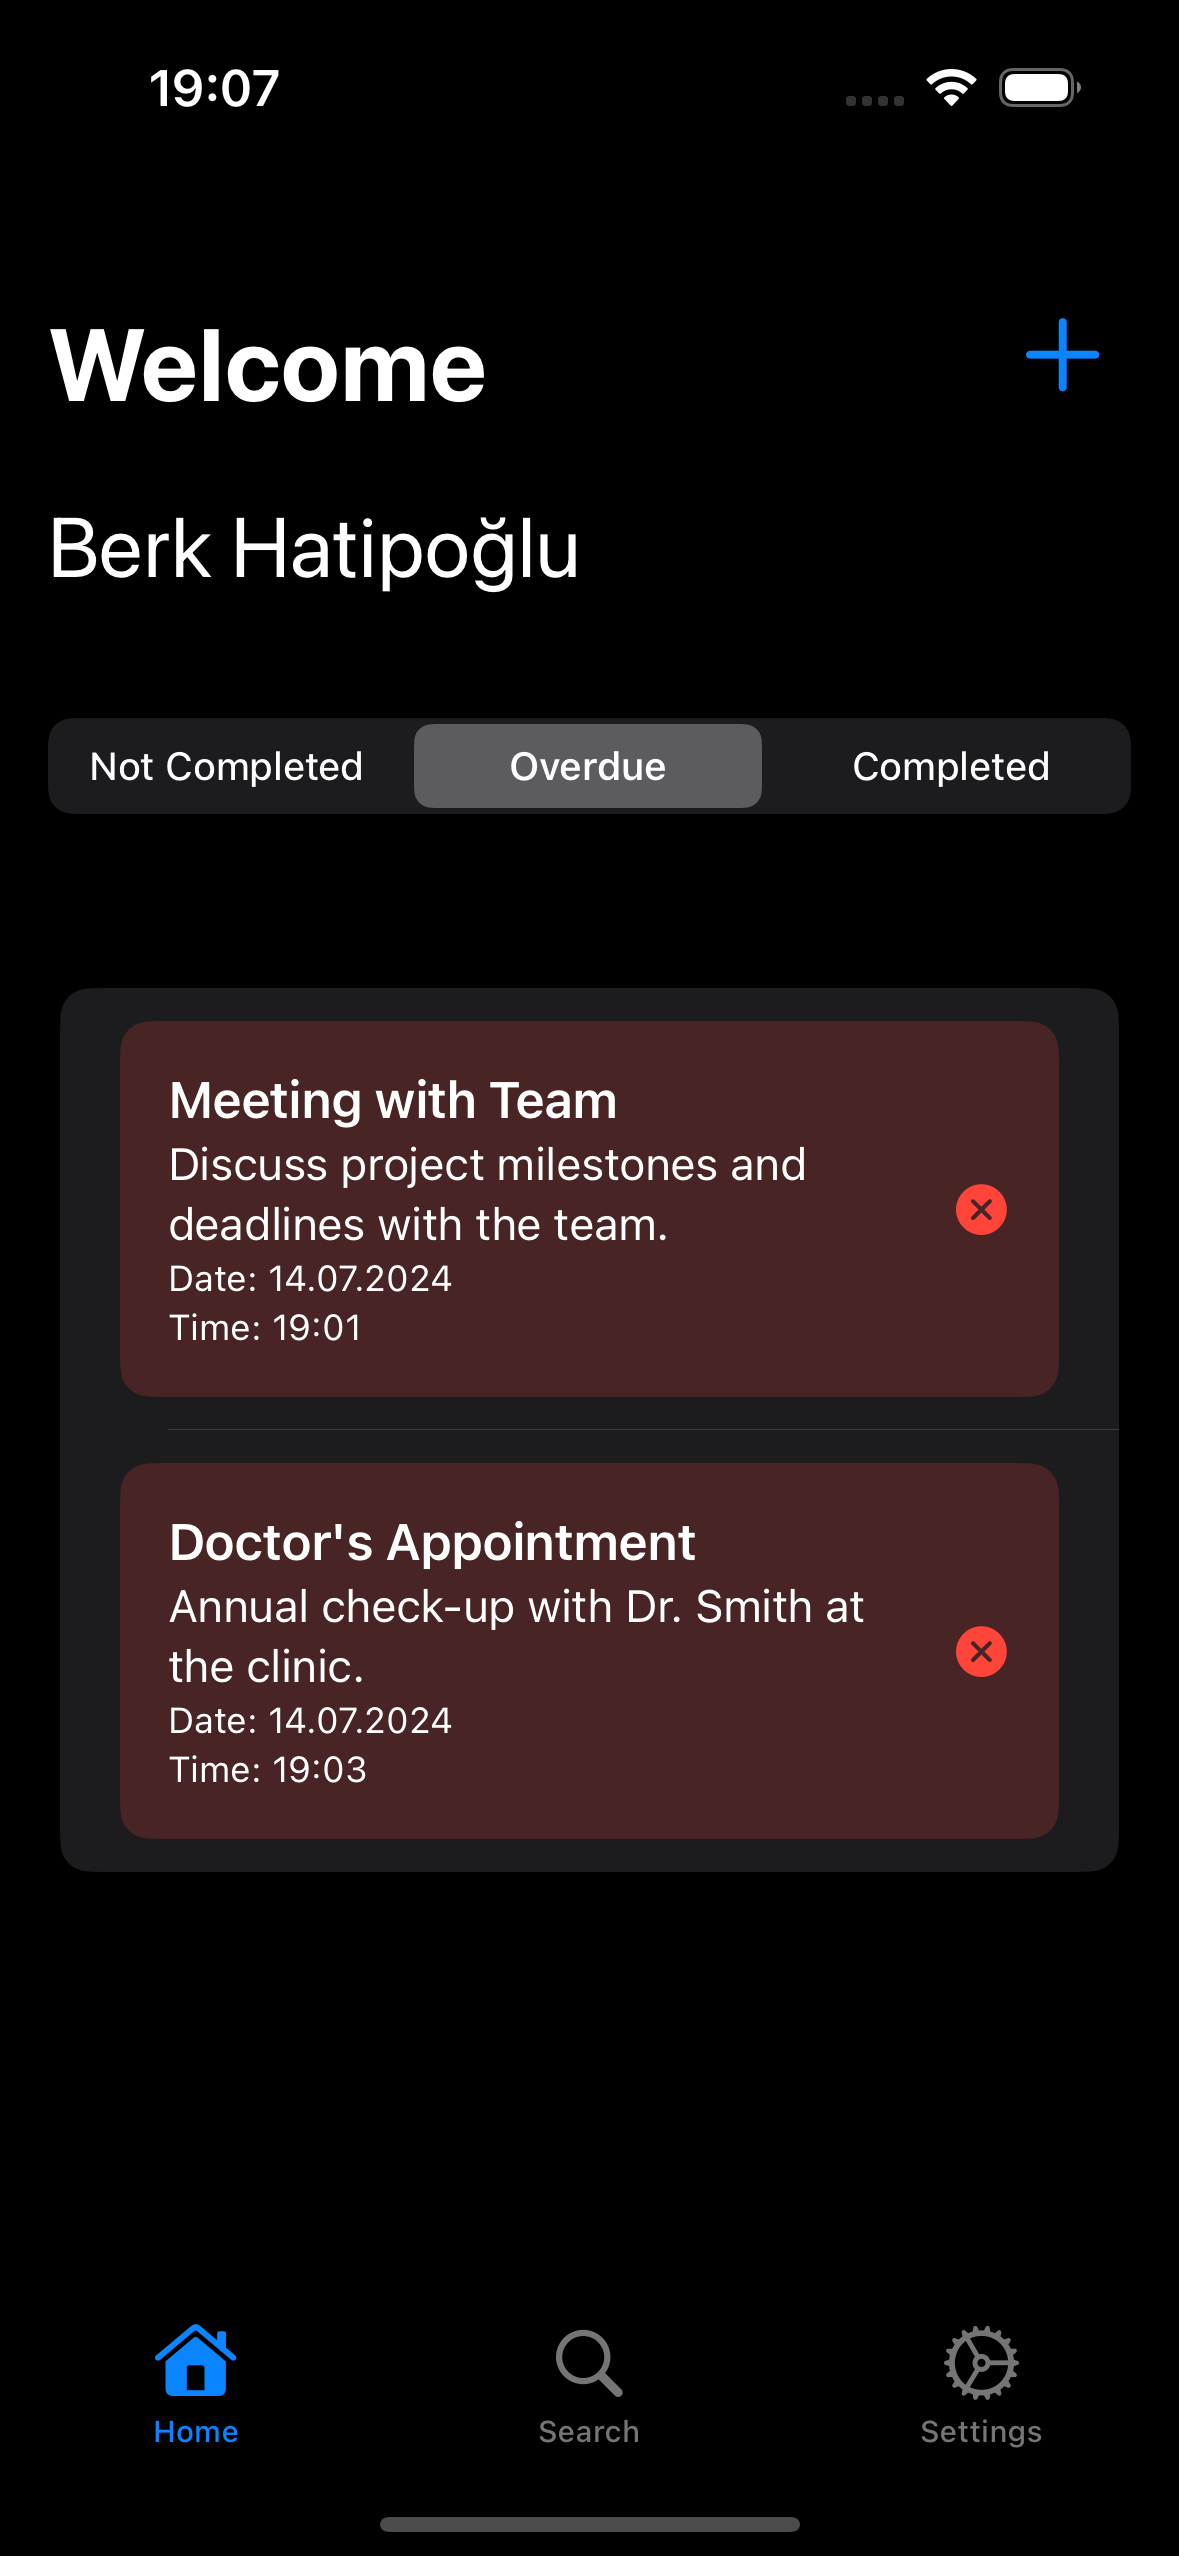 19:07
Welcome
Berk Hatipoğlu
Not Completed
Overdue
Completed
Meeting with Team
Discuss project milestones and
deadlines with the team.
Date: 14.07.2024
Time: 19:01
Doctor's Appointment
Annual check-up with Dr. Smith at
the clinic.
Date: 14.07.2024
Time: 19:03
Home
Search
Settings